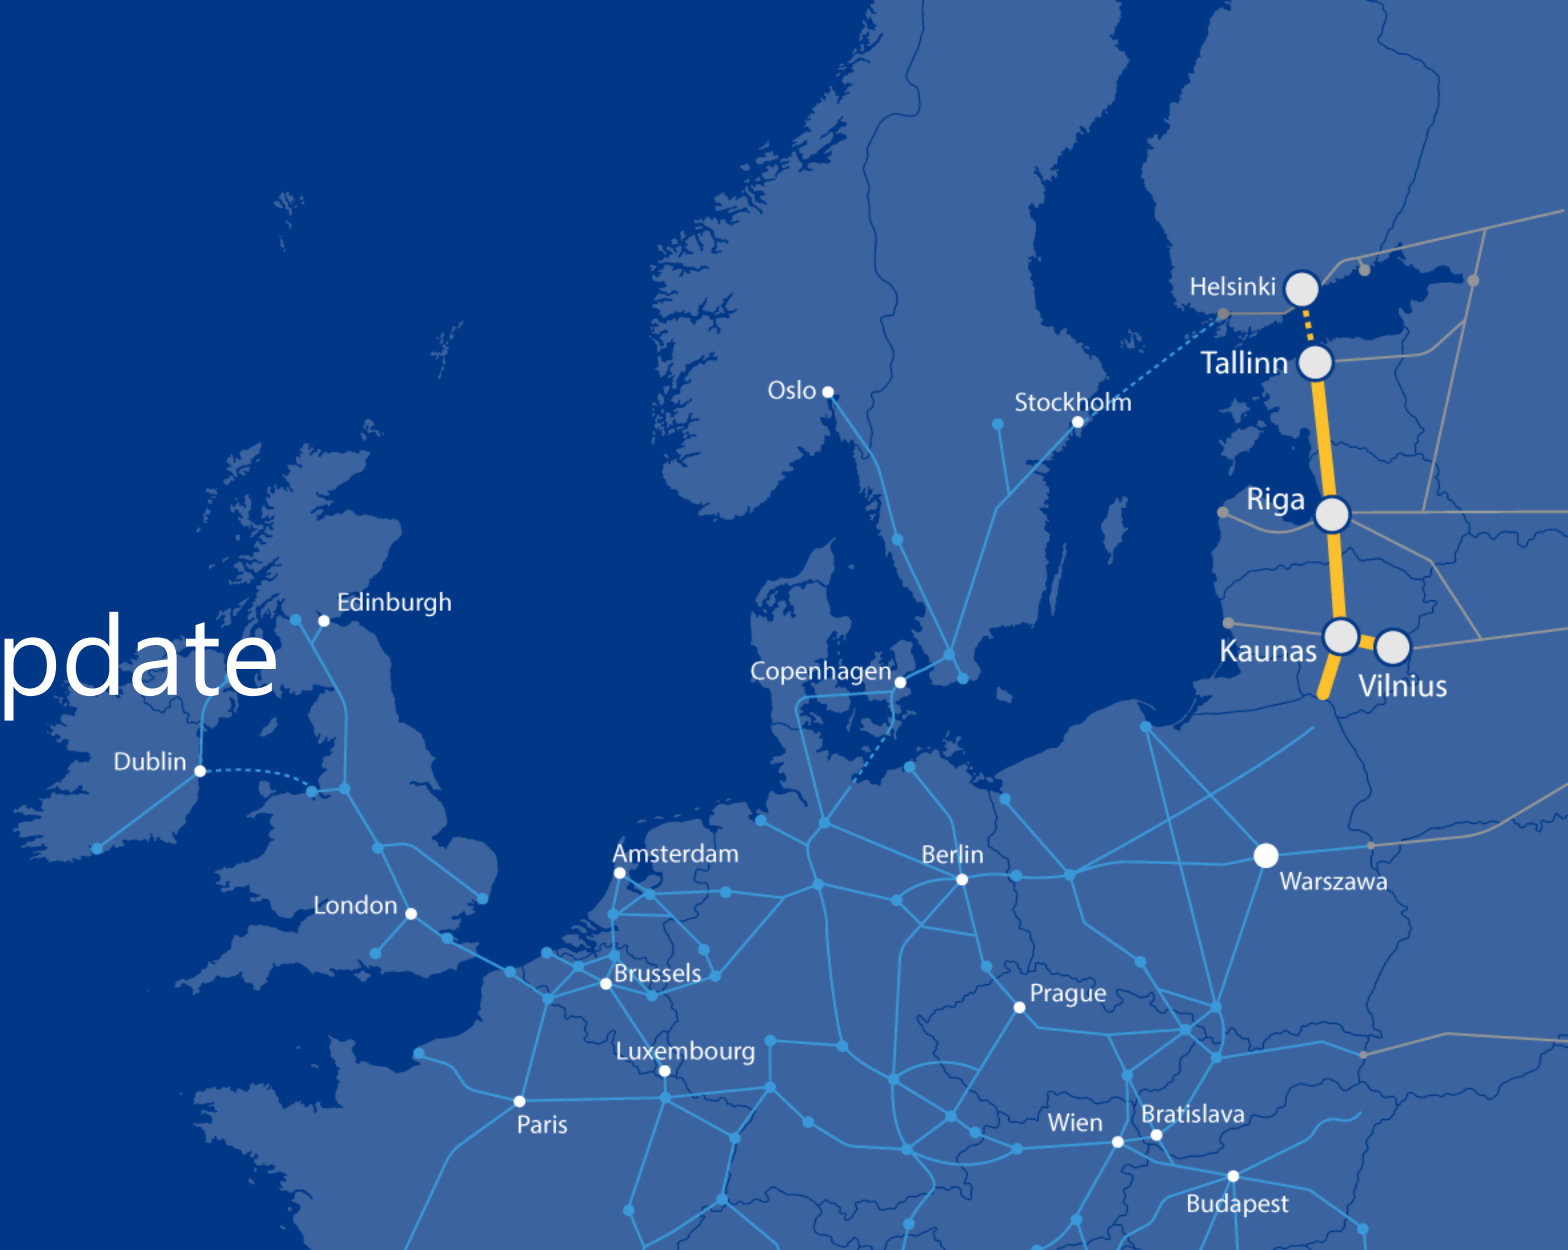 Helsinki
Tallinn
Oslo
Stockholm
Riga
Edinburgh
pdate
Kaunas
Copenhagen
Vilnius
Dublin
Amsterdam
Berlin
Warszawa
London
Brussels
Prague
Luxembourg
Paris
Wien
Bratislava
Budapest